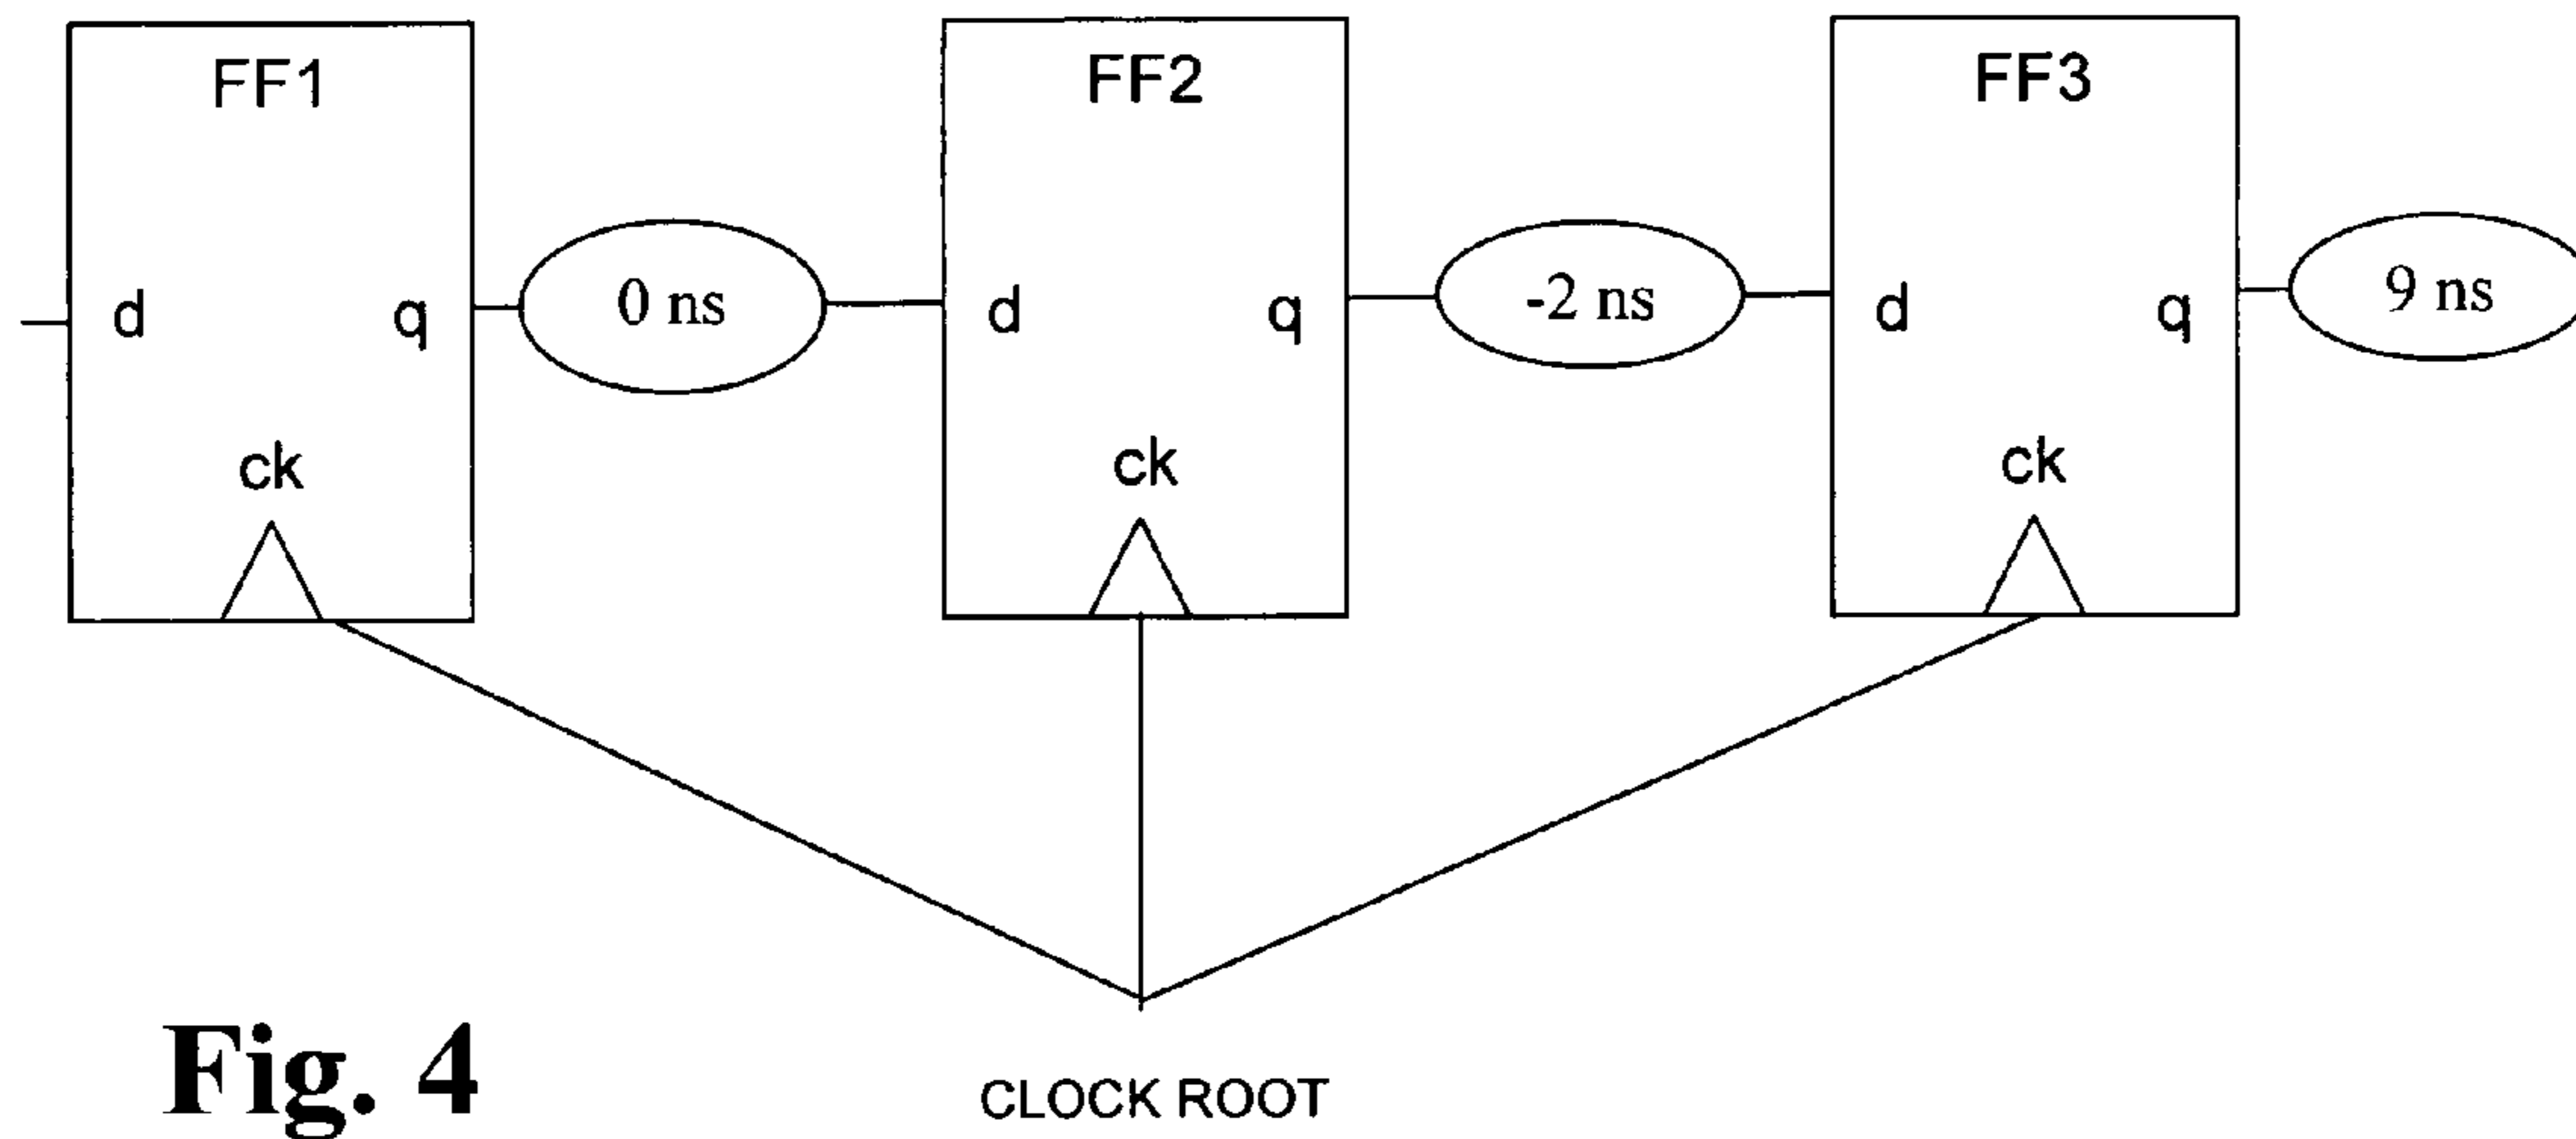 FF1
FF2
FF3
d
q
0 ns
d
q
-2 ns
d
q
9 ns
ck
ck
ck
Fig. 4
CLOCK ROOT